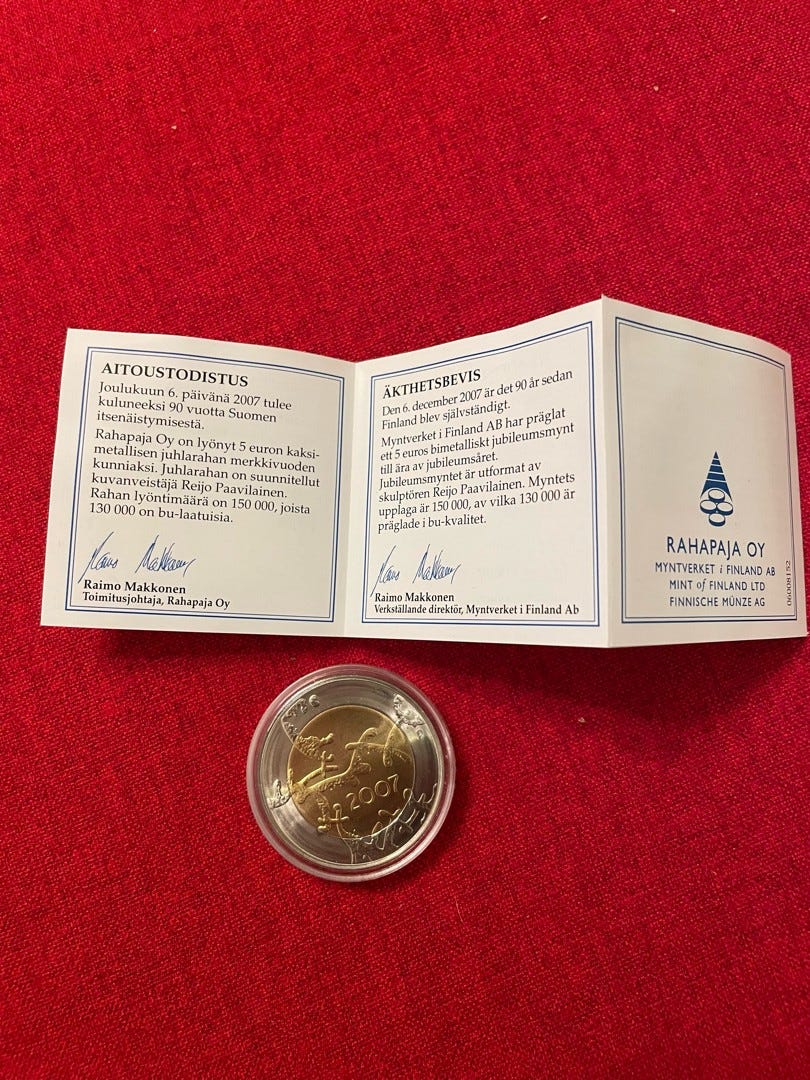 AITOUSTODISTUS
Joulukuun 6. päivänä 2007 tulee
kuluneeksi 90 vuotta Suomen
itsenäistymisestä.
Rahapaja Oy on lyönyt 5 euron kaksi-
metallisen juhlarahan merkkivuoden
kunniaksi. Juhlarahan on suunnitellut
kuvanveistäjä Reijo Paavilainen.
Rahan lyöntimäärä on 150 000, joista
130 000 on bu-laatuisia.
Raimo Makkonen
Toimitusjohtaja, Rahapaja Oy
ÄKTHETSBEVIS
Den 6. december 2007 är det 90 år sedan
Finland blev självständigt.
Myntverket i Finland AB har präglat
ett 5 euros bimetalliskt jubileumsmynt
till ära av jubileumsåret.
Jubileumsmyntet är utformat av
skulptören Reijo Paavilainen. Myntets
upplaga är 150 000, av vilka 130 000 är
präglade i bu-kvalitet.
Raimo Makkonen
Verkställande direktör, Myntverket i Finland Ab
RAHAPAJA OY
MYNTVERKET i FINLAND AB
MINT of FINLAND LTD
FINNISCHE MÜNZE AG
06008152
2007